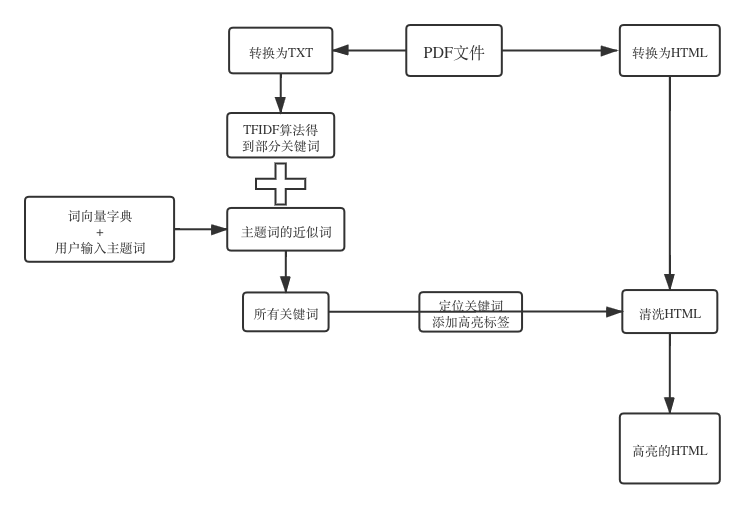 转换为TXT
PDF文件
转换为HTML
TFIDF算法得
到部分关键词
词向量字典
+
用户输入主题词
主题词的近似词
所有关键词
定位关键词
添加高亮标签
清洗HTML
高亮的HTML